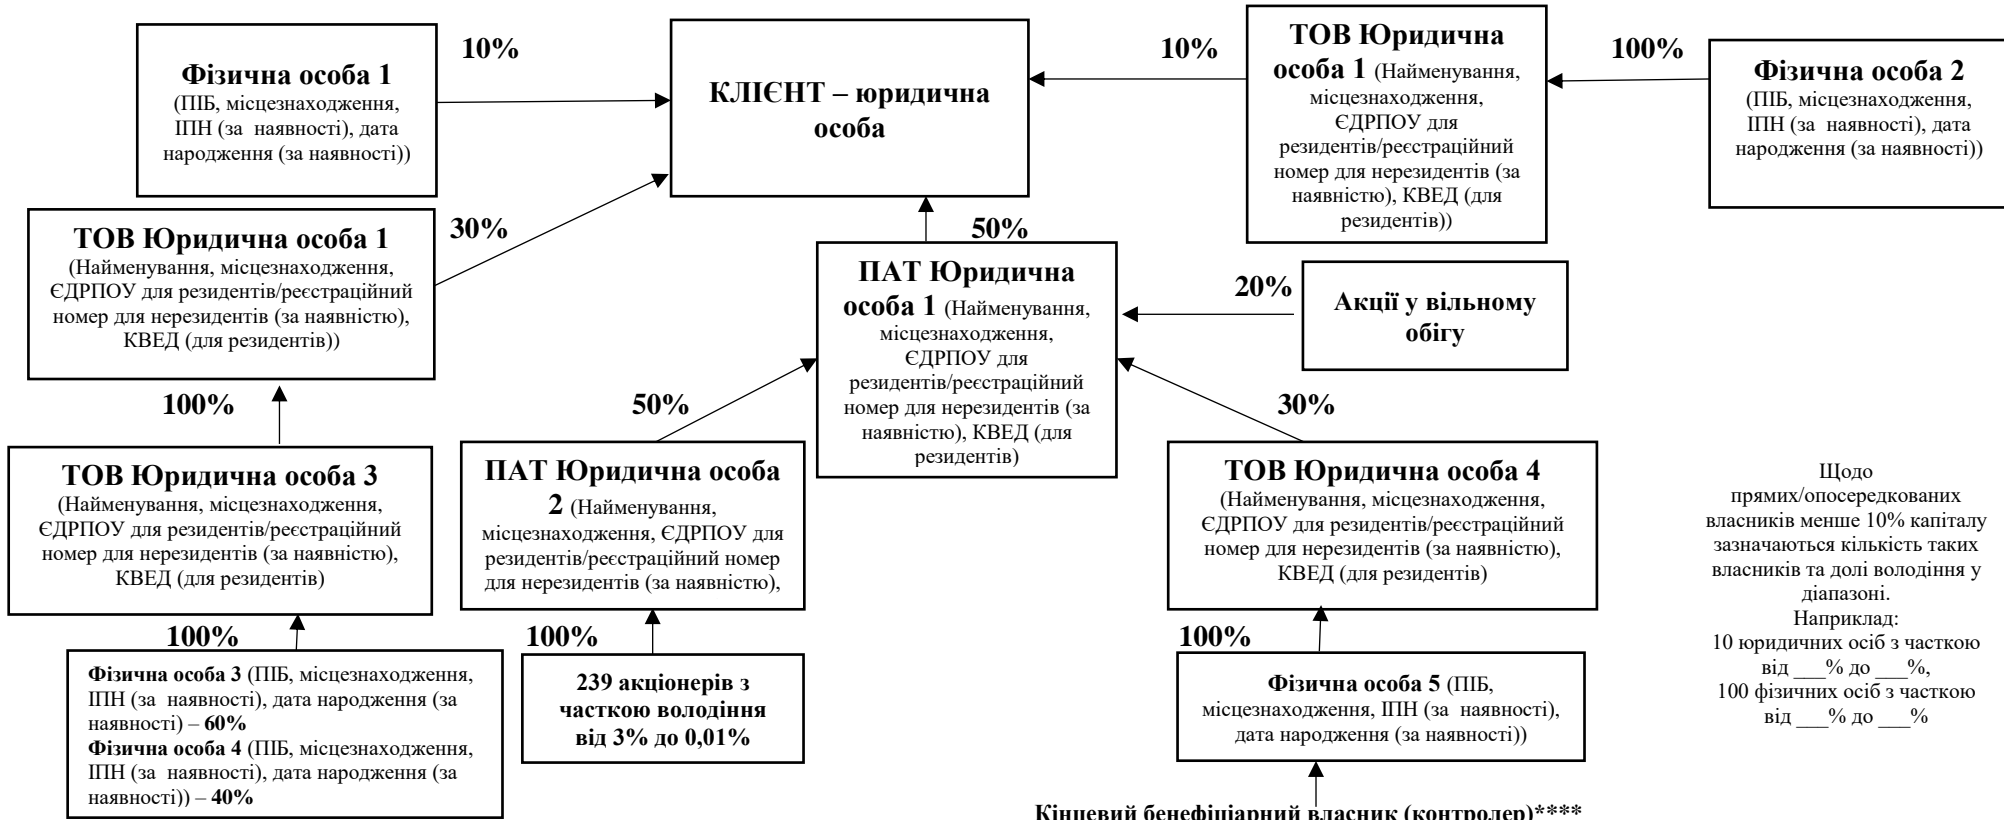 Фізична особа 1
(ПІБ, місцезнаходження,
ІПН (за наявності), дата
народження (за наявності))
10%
КЛІЄНТ – юридична
особа
10%
ТОВ Юридична
особа 1 (Найменування,
місцезнаходження,
ЄДРПОУ для
резидентів/реєстраційний
номер для нерезидентів (за
наявністю), КВЕД (для
резидентів))
100%
Фізична особа 2
(ПІБ, місцезнаходження,
ІПН (за наявності), дата
народження (за наявності))
ТОВ Юридична особа 1
(Найменування, місцезнаходження,
ЄДРПОУ для резидентів/реєстраційний
номер для нерезидентів (за наявністю),
КВЕД (для резидентів))
30%
50%
ПАТ Юридична
особа 1 (Найменування,
місцезнаходження,
ЄДРПОУ для
резидентів/реєстраційний
номер для нерезидентів (за
наявністю), КВЕД (для
резидентів)
20%
Акції у вільному
обігу
100%
50%
30%
ТОВ Юридична особа 3
(Найменування, місцезнаходження,
ЄДРПОУ для резидентів/реєстраційний
номер для нерезидентів (за наявністю),
КВЕД (для резидентів)
ПАТ Юридична особа
2 (Найменування,
місцезнаходження, ЄДРПОУ для
резидентів/реєстраційний номер
для нерезидентів (за наявністю),
ТОВ Юридична особа 4
(Найменування, місцезнаходження,
ЄДРПОУ для резидентів/реєстраційний
номер для нерезидентів (за наявністю),
КВЕД (для резидентів)
Щодо
прямих/опосередкованих
власників менше 10% капіталу
зазначаються кількість таких
власників та долі володіння у
діапазоні.
Наприклад:
10 юридичних осіб з часткою
від ___% до ___%,
100 фізичних осіб з часткою
від ___% до ___%
100%
100%
100%
Фізична особа 3 (ПІБ, місцезнаходження,
ІПН (за наявності), дата народження (за
наявності) – 60%
Фізична особа 4 (ПІБ, місцезнаходження,
ІПН (за наявності), дата народження (за
наявності)) – 40%
239 акціонерів з
часткою володіння
від 3% до 0,01%
Фізична особа 5 (ПІБ,
місцезнаходження, ІПН (за наявності),
дата народження (за наявності))
Кінцевий бенефіціарний власник (контролер)****